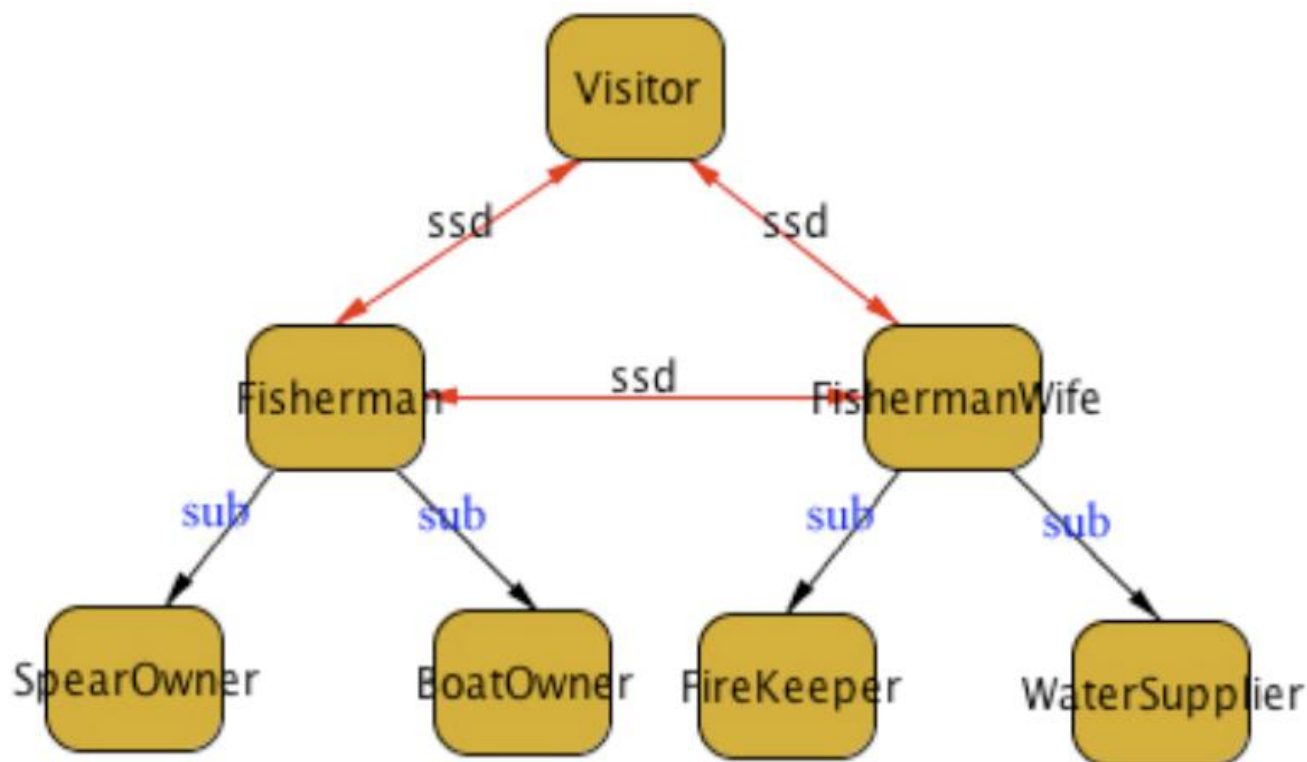 Visitor
ssd
ssd
Fisherman
ssd
FishermanWife
sub
sub
sub
sub
SpearOwner
BoatOwner
FireKeeper
WaterSupplier